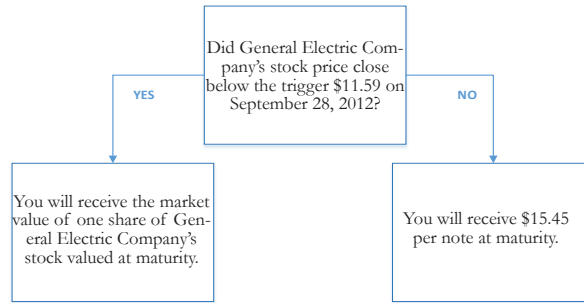 Did General Electric Com-
pany's stock price close
below the trigger $11.59 on
September 28, 2012?
YES
NO
You will receive the market
value of one share of Gen-
eral Electric Company's
stock valued at maturity.
You will receive $15.45
per note at maturity.